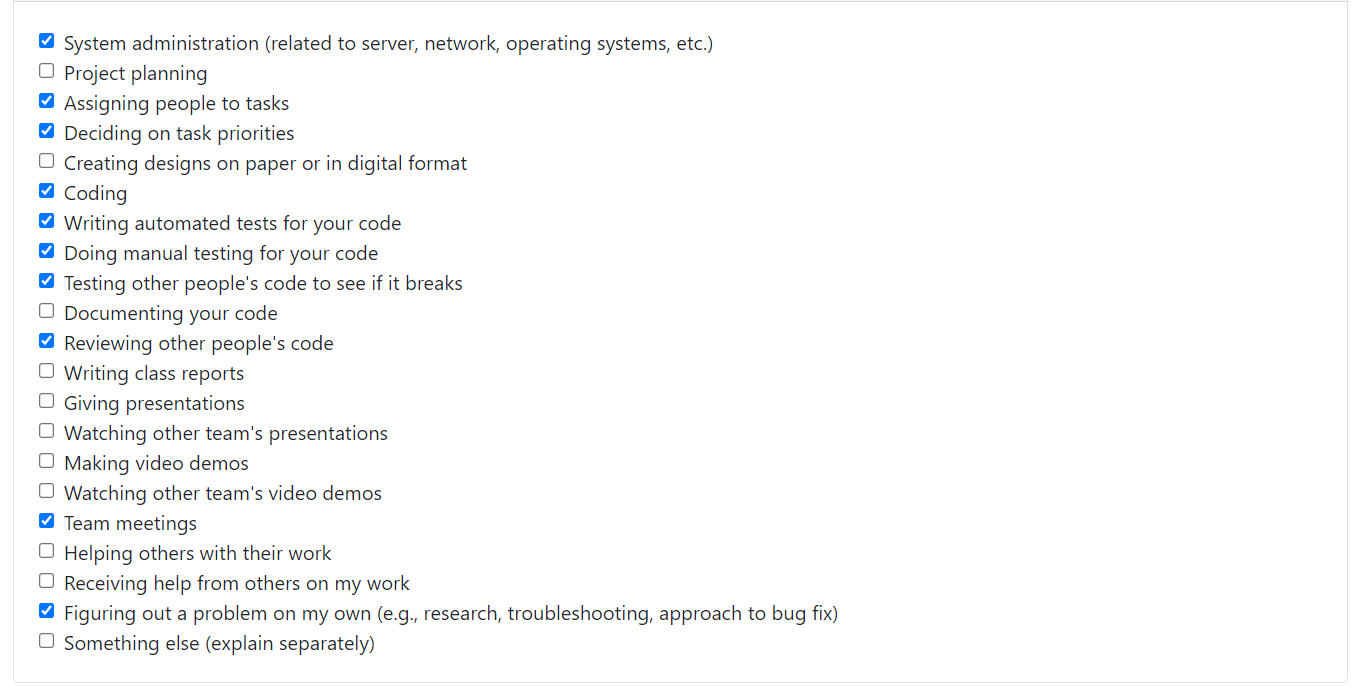 System administration (related to server, network, operating systems, etc.)
Project planning
Assigning people to tasks
Deciding on task priorities
Creating designs on paper or in digital format
Coding
Writing automated tests for your code
Doing manual testing for your code
Testing other people's code to see if it breaks
Documenting your code
Reviewing other people's code
Writing class reports
Giving presentations
Watching other team's presentations
Making video demos
Watching other team's video demos
Team meetings
Helping others with their work
Receiving help from others on my work
Figuring out a problem on my own (e.g., research, troubleshooting, approach to bug fix)
Something else (explain separately)